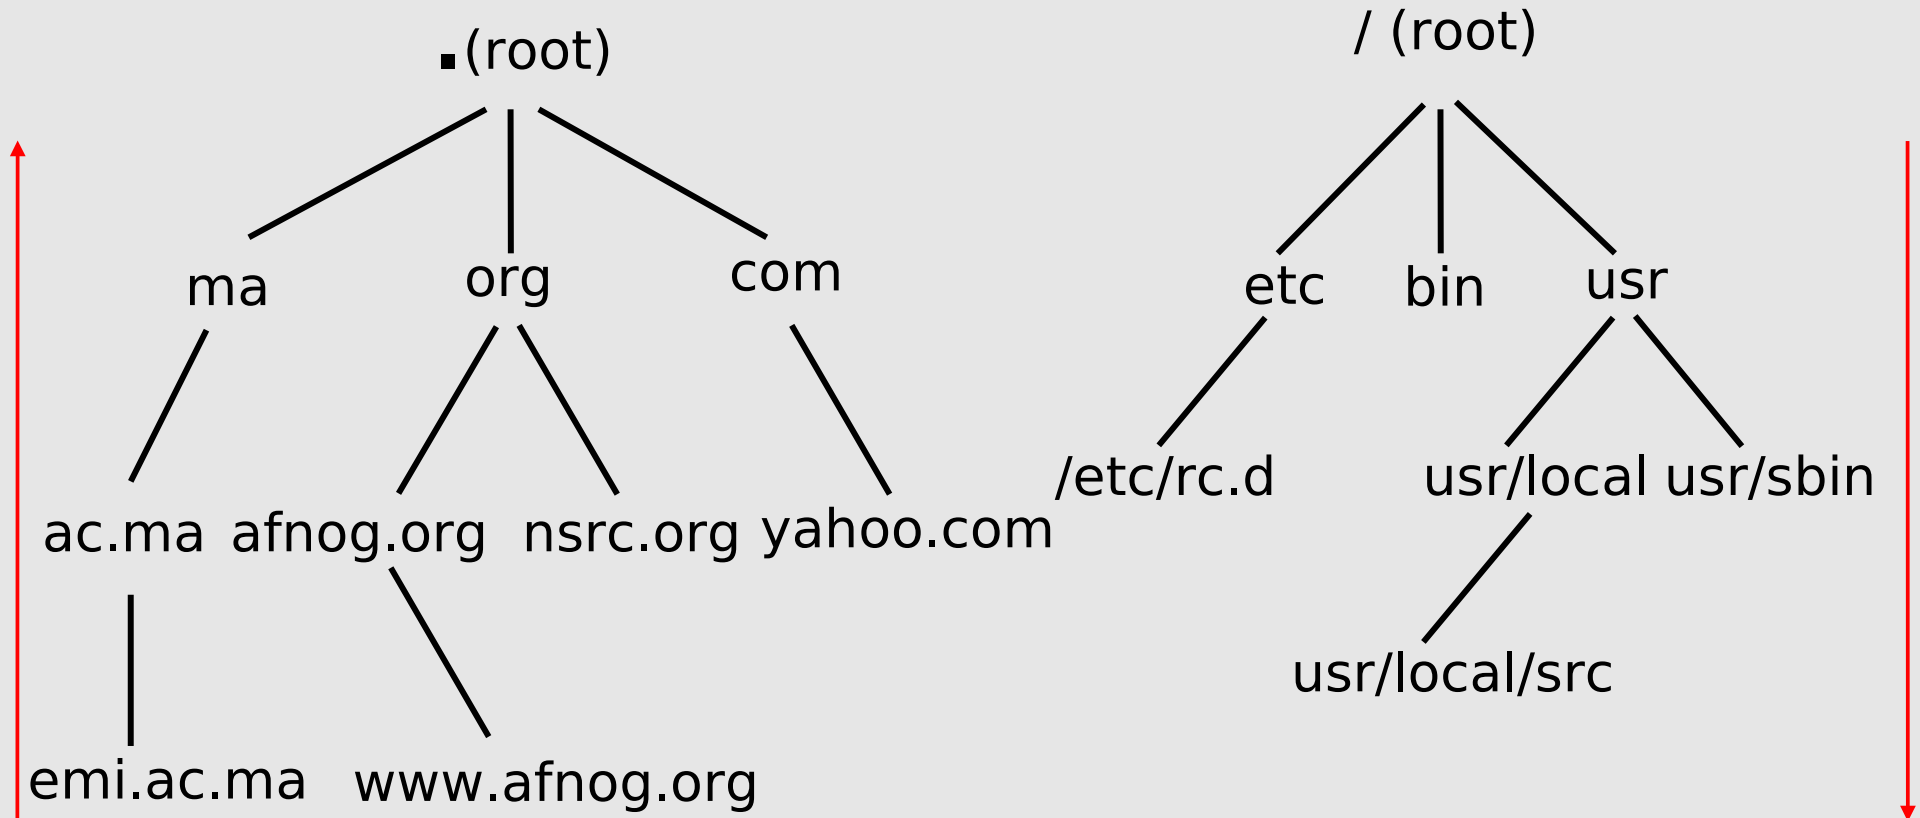 .(root)
ma
org
com
ac.ma
afnog.org
nsrc.org
yahoo.com
emi.ac.ma
www.afnog.org
/ (root)
etc
bin
usr
/etc/rc.d
usr/local
usr/sbin
usr/local/src